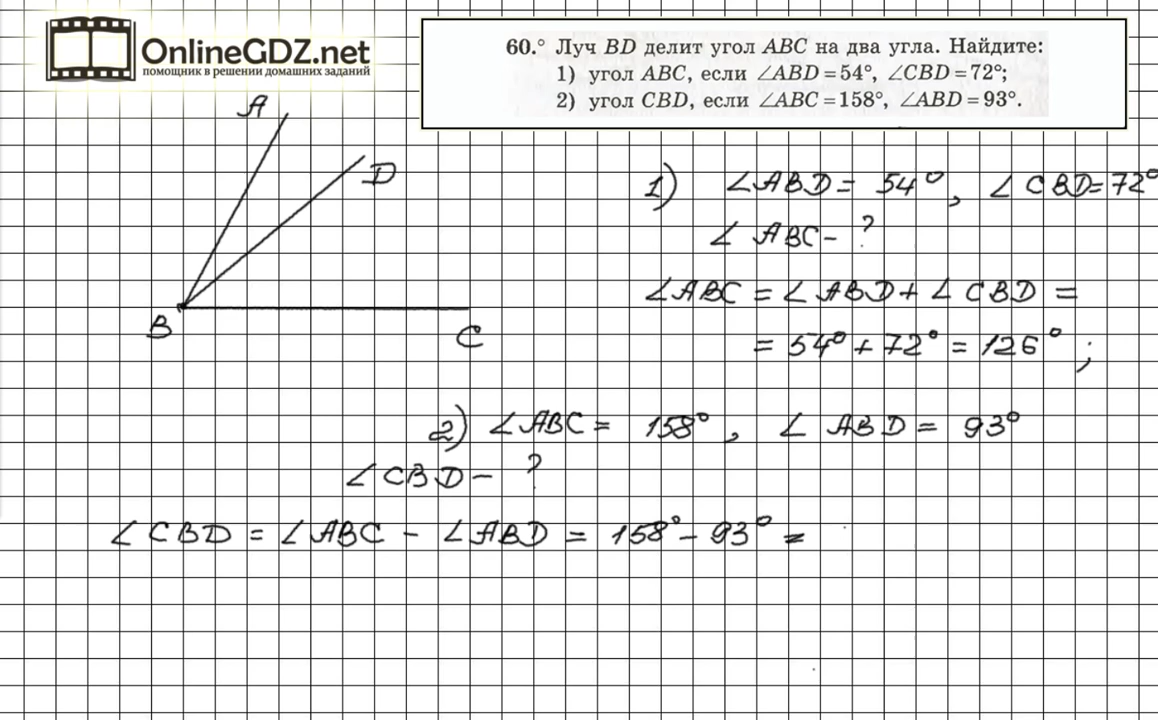 OnlineGDZ.net
помощник в решении домашних заданий
60.° Луч BD делит угол ABC на два угла. Найдите:
1) угол ABC, если ∠ABD = 54°, ∠CBD = 72°;
2) угол CBD, если ∠ABC = 158°, ∠ABD = 93°.
A
D
B
C
1) ∠ABD = 54°, ∠CBD = 72°
∠ABC – ?
∠ABC = ∠ABD + ∠CBD =
= 54° + 72° = 126°;
2) ∠ABC = 158°, ∠ABD = 93°
∠CBD – ?
∠CBD = ∠ABC – ∠ABD = 158° – 93° =